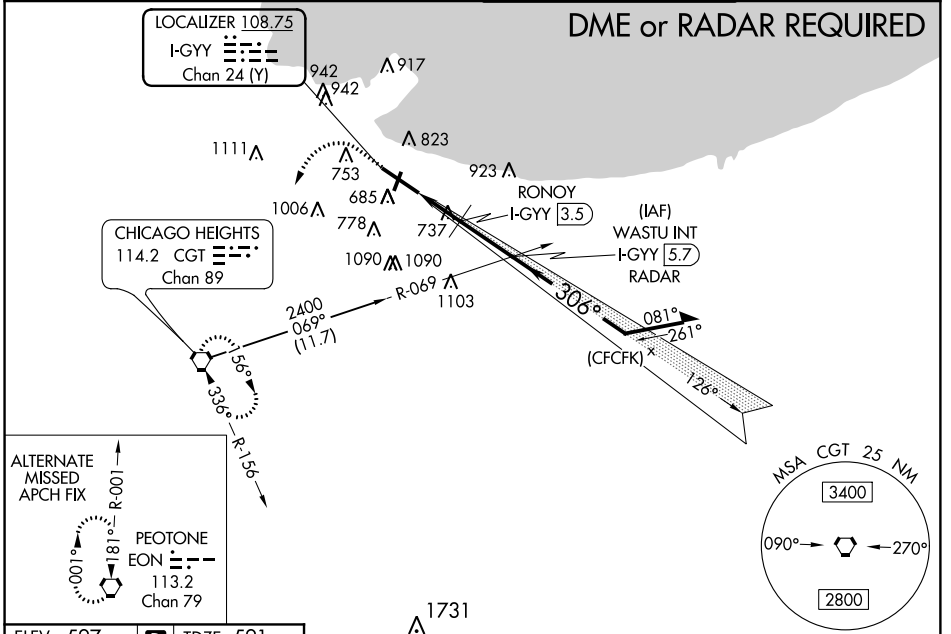 DME or RADAR REQUIRED
LOCALIZER 108.75
I-GYY
Chan 24 (Y)
942
942
917
823
1111
753
923
685
1006
778
737
RONOY
I-GYY 3.5
(IAF)
WASTU INT
I-GYY 5.7
RADAR
CHICAGO HEIGHTS
114.2 CGT
Chan 89
1090
1090
1103
2400
069°
(11.7)
R-069
306°
081°
261°
(CFCFK)
x
126°
156°
336°
R-156
ALTERNATE
MISSED
APCH FIX
R-001
181°
001°
PEOTONE
EON
113.2
Chan 79
MSA CGT 25 NM
3400
090°
270°
2800
1731